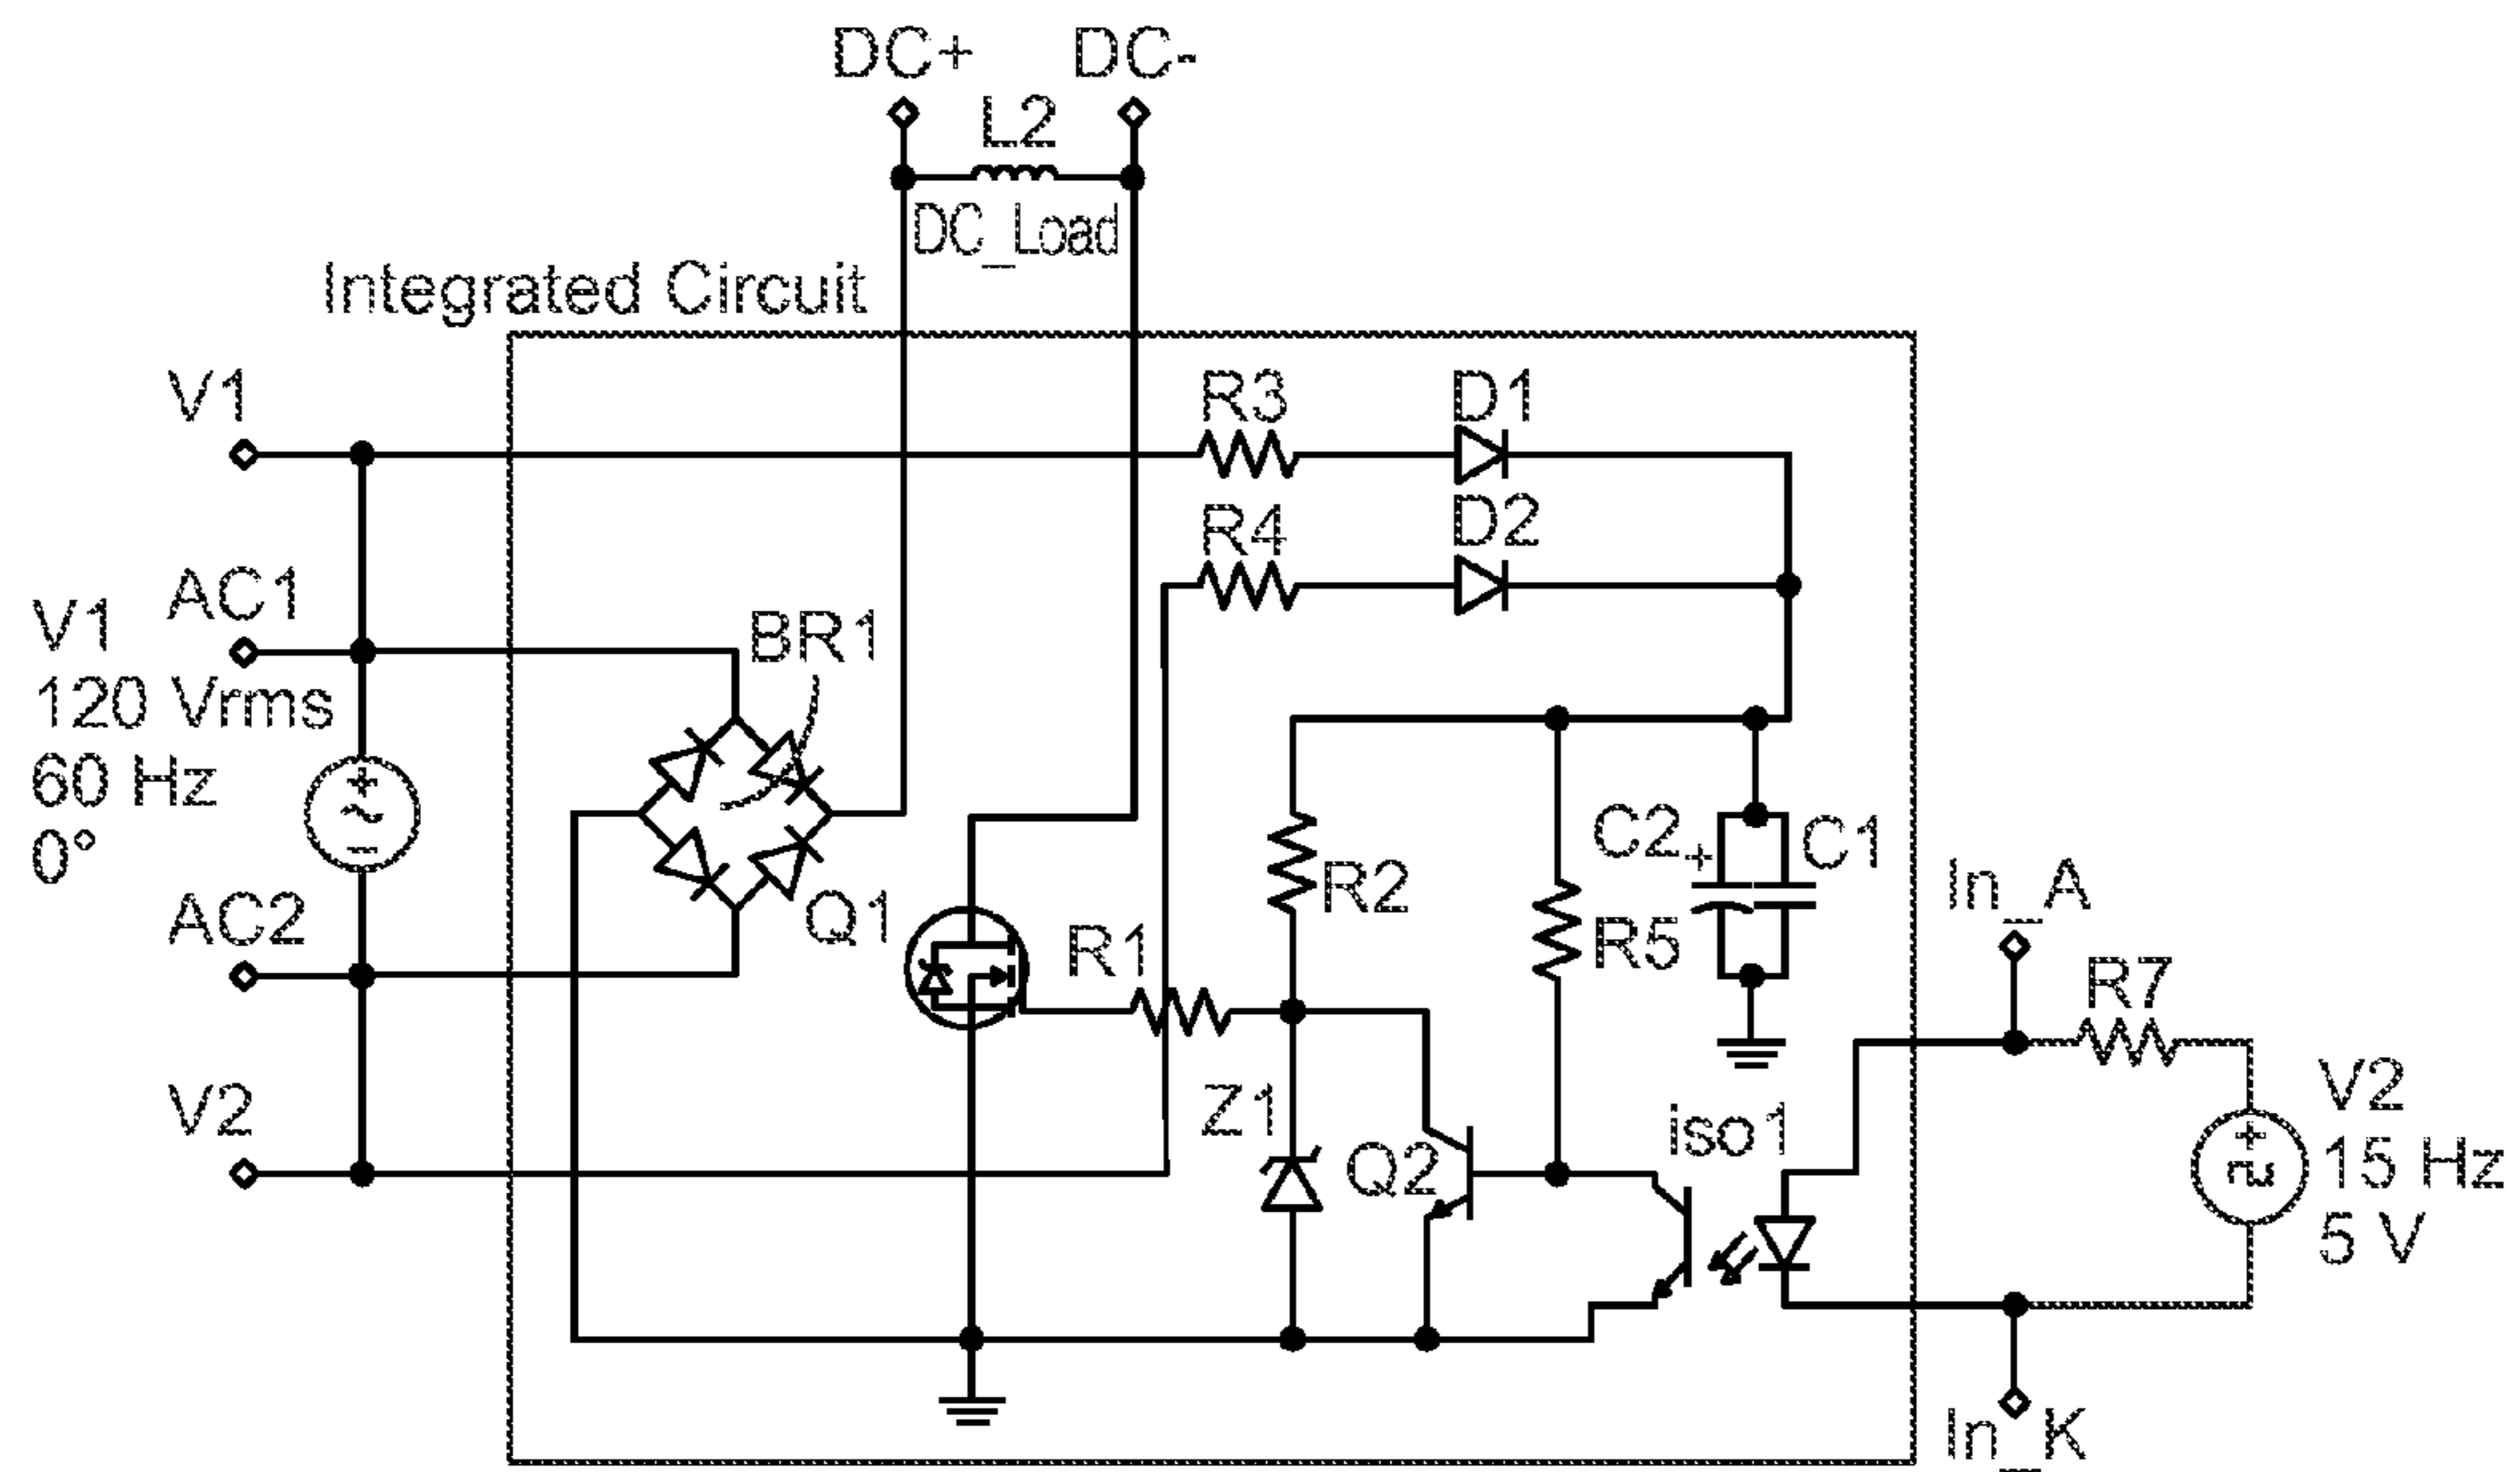 DC+ DC-
L2
DC_Load
Integrated Circuit
V1
R3 D1
R4 D2
AC1
BR1
V1
120 Vrms
60 Hz
0°
+
~
−
AC2
Q1
R1
R2
R5
C2+ C1
In_A
R7
V2
Z1
Q2
iso1
+
V2
15 Hz
5 V
In_K